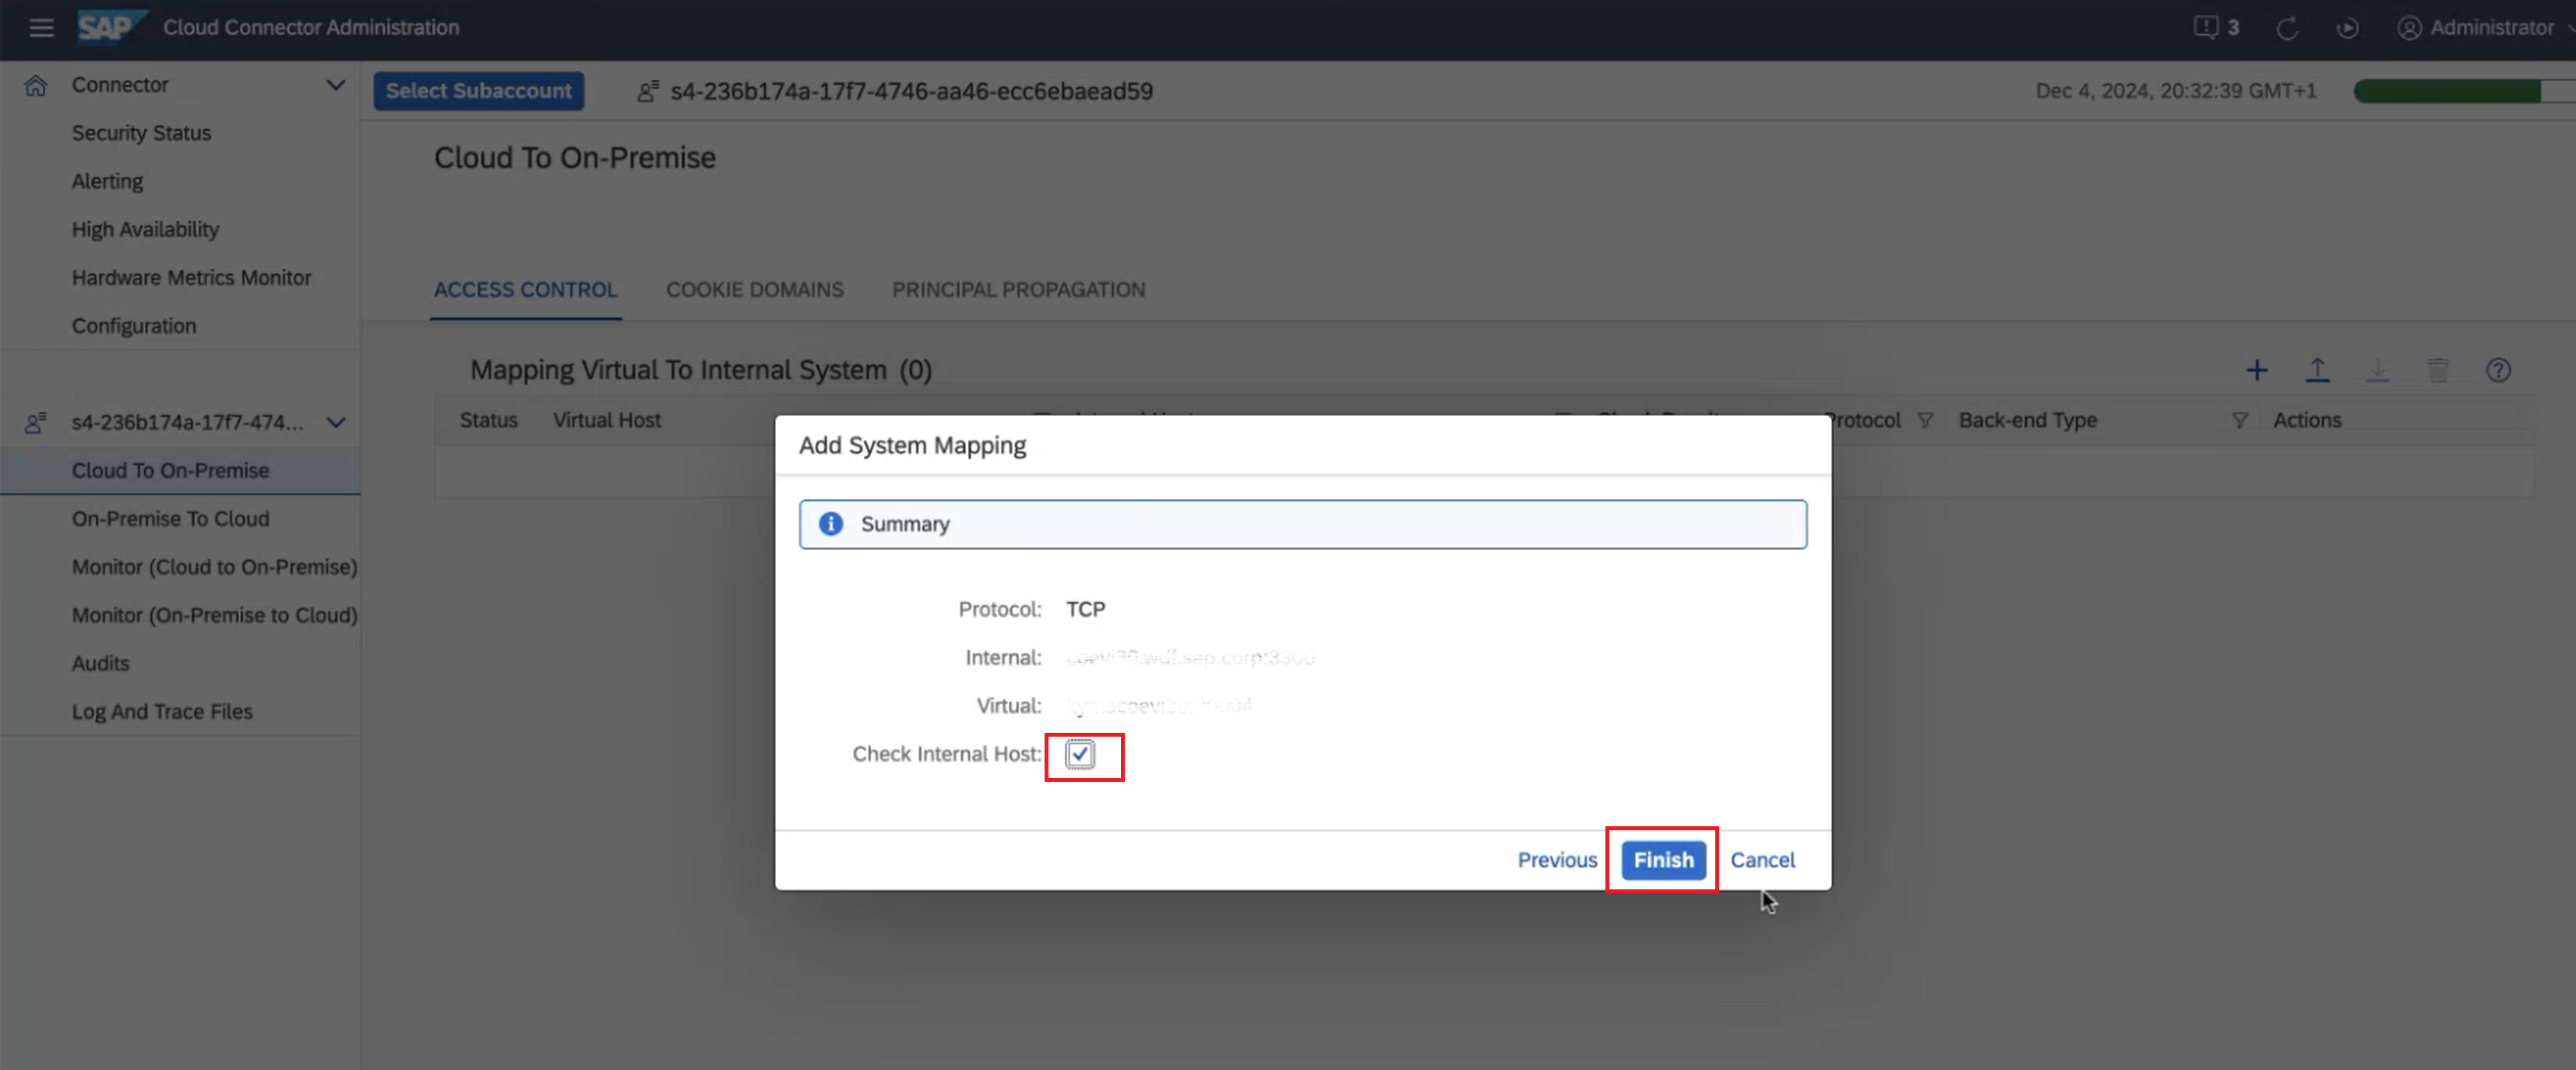 SAP Cloud Connector Administration 3 Administrator
Connector
Security Status
Alerting
High Availability
Hardware Metrics Monitor
Configuration
s4-236b174a-17f7-474...
Cloud To On-Premise
On-Premise To Cloud
Monitor (Cloud to On-Premise)
Monitor (On-Premise to Cloud)
Audits
Log And Trace Files
Select Subaccount s4-236b174a-17f7-4746-aa46-ecc6ebaead59 Dec 4, 2024, 20:32:39 GMT+1
Cloud To On-Premise
ACCESS CONTROL COOKIE DOMAINS PRINCIPAL PROPAGATION
Mapping Virtual To Internal System (0)
Status Virtual Host Protocol Back-end Type Actions
Add System Mapping
Summary
Protocol: TCP
Internal:
Virtual:
Check Internal Host:
Previous Finish Cancel